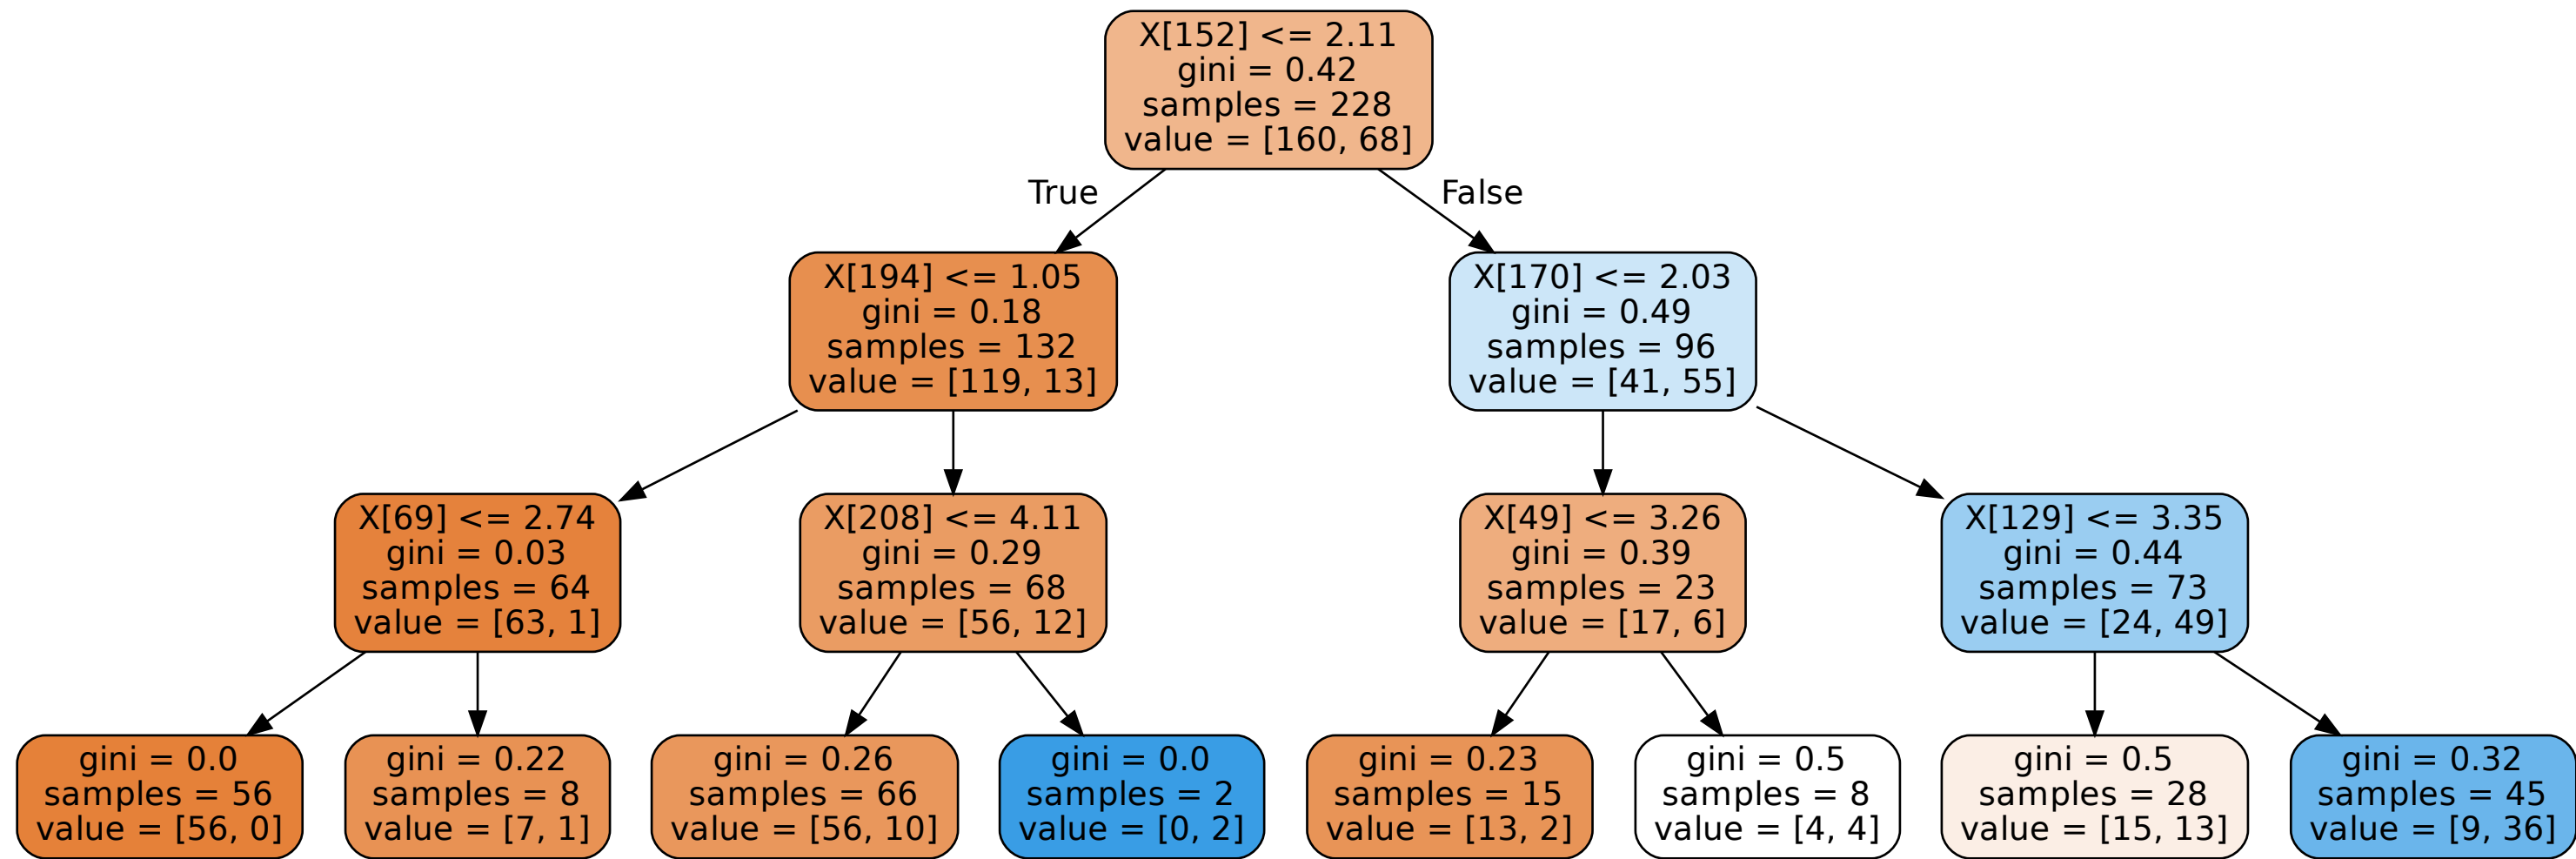 X[152] <= 2.11
gini = 0.42
samples = 228
value = [160, 68]
True
False
X[194] <= 1.05
gini = 0.18
samples = 132
value = [119, 13]
X[170] <= 2.03
gini = 0.49
samples = 96
value = [41, 55]
X[69] <= 2.74
gini = 0.03
samples = 64
value = [63, 1]
X[208] <= 4.11
gini = 0.29
samples = 68
value = [56, 12]
X[49] <= 3.26
gini = 0.39
samples = 23
value = [17, 6]
X[129] <= 3.35
gini = 0.44
samples = 73
value = [24, 49]
gini = 0.0
samples = 56
value = [56, 0]
gini = 0.22
samples = 8
value = [7, 1]
gini = 0.26
samples = 66
value = [56, 10]
gini = 0.0
samples = 2
value = [0, 2]
gini = 0.23
samples = 15
value = [13, 2]
gini = 0.5
samples = 8
value = [4, 4]
gini = 0.5
samples = 28
value = [15, 13]
gini = 0.32
samples = 45
value = [9, 36]